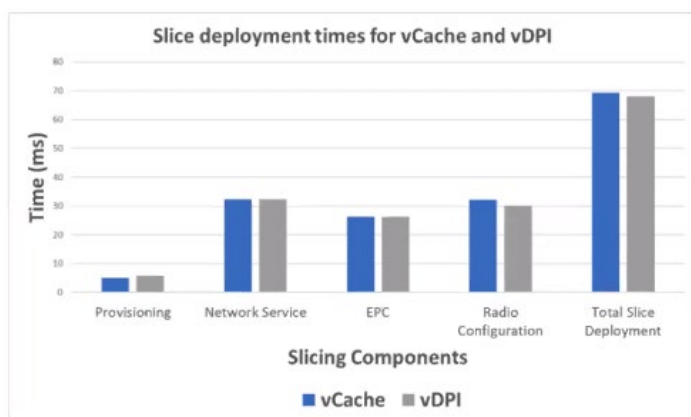 Slice deployment times for vCache and vDPI
80
70
60
50
40
30
20
10
0
Time (ms)
Provisioning
Network Service
EPC
Radio
Configuration
Total Slice
Deployment
Slicing Components
vCache
vDPI